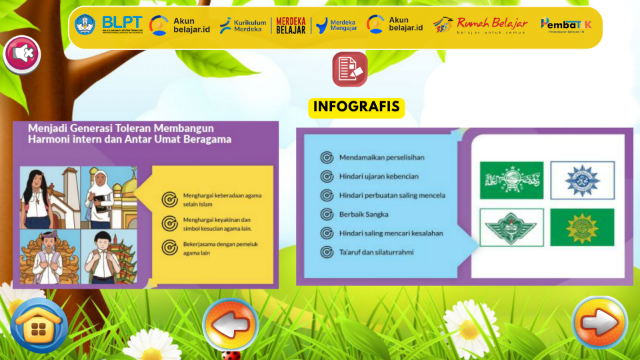 BLPT
Akun
belajar.id
Kurikulum
Merdeka
MERDEKA
BELAJAR
Merdeka
Mengajar
Akun
belajar.id
Rumah Belajar
belajar untuk semua
PembaTIK
INFOGRAFIS
Menjadi Generasi Toleran Membangun
Harmoni intern dan Antar Umat Beragama
Menghargai keberadaan agama
selain Islam
Menghargai keyakinan dan
simbol kesucian agama lain.
Bekerjasama dengan pemeluk
agama lain
Mendamaikan perselisihan
Hindari ujaran kebencian
Hindari perbuatan saling mencela
Berbaik Sangka
Hindari saling mencari kesalahan
Ta'aruf dan silaturrahmi